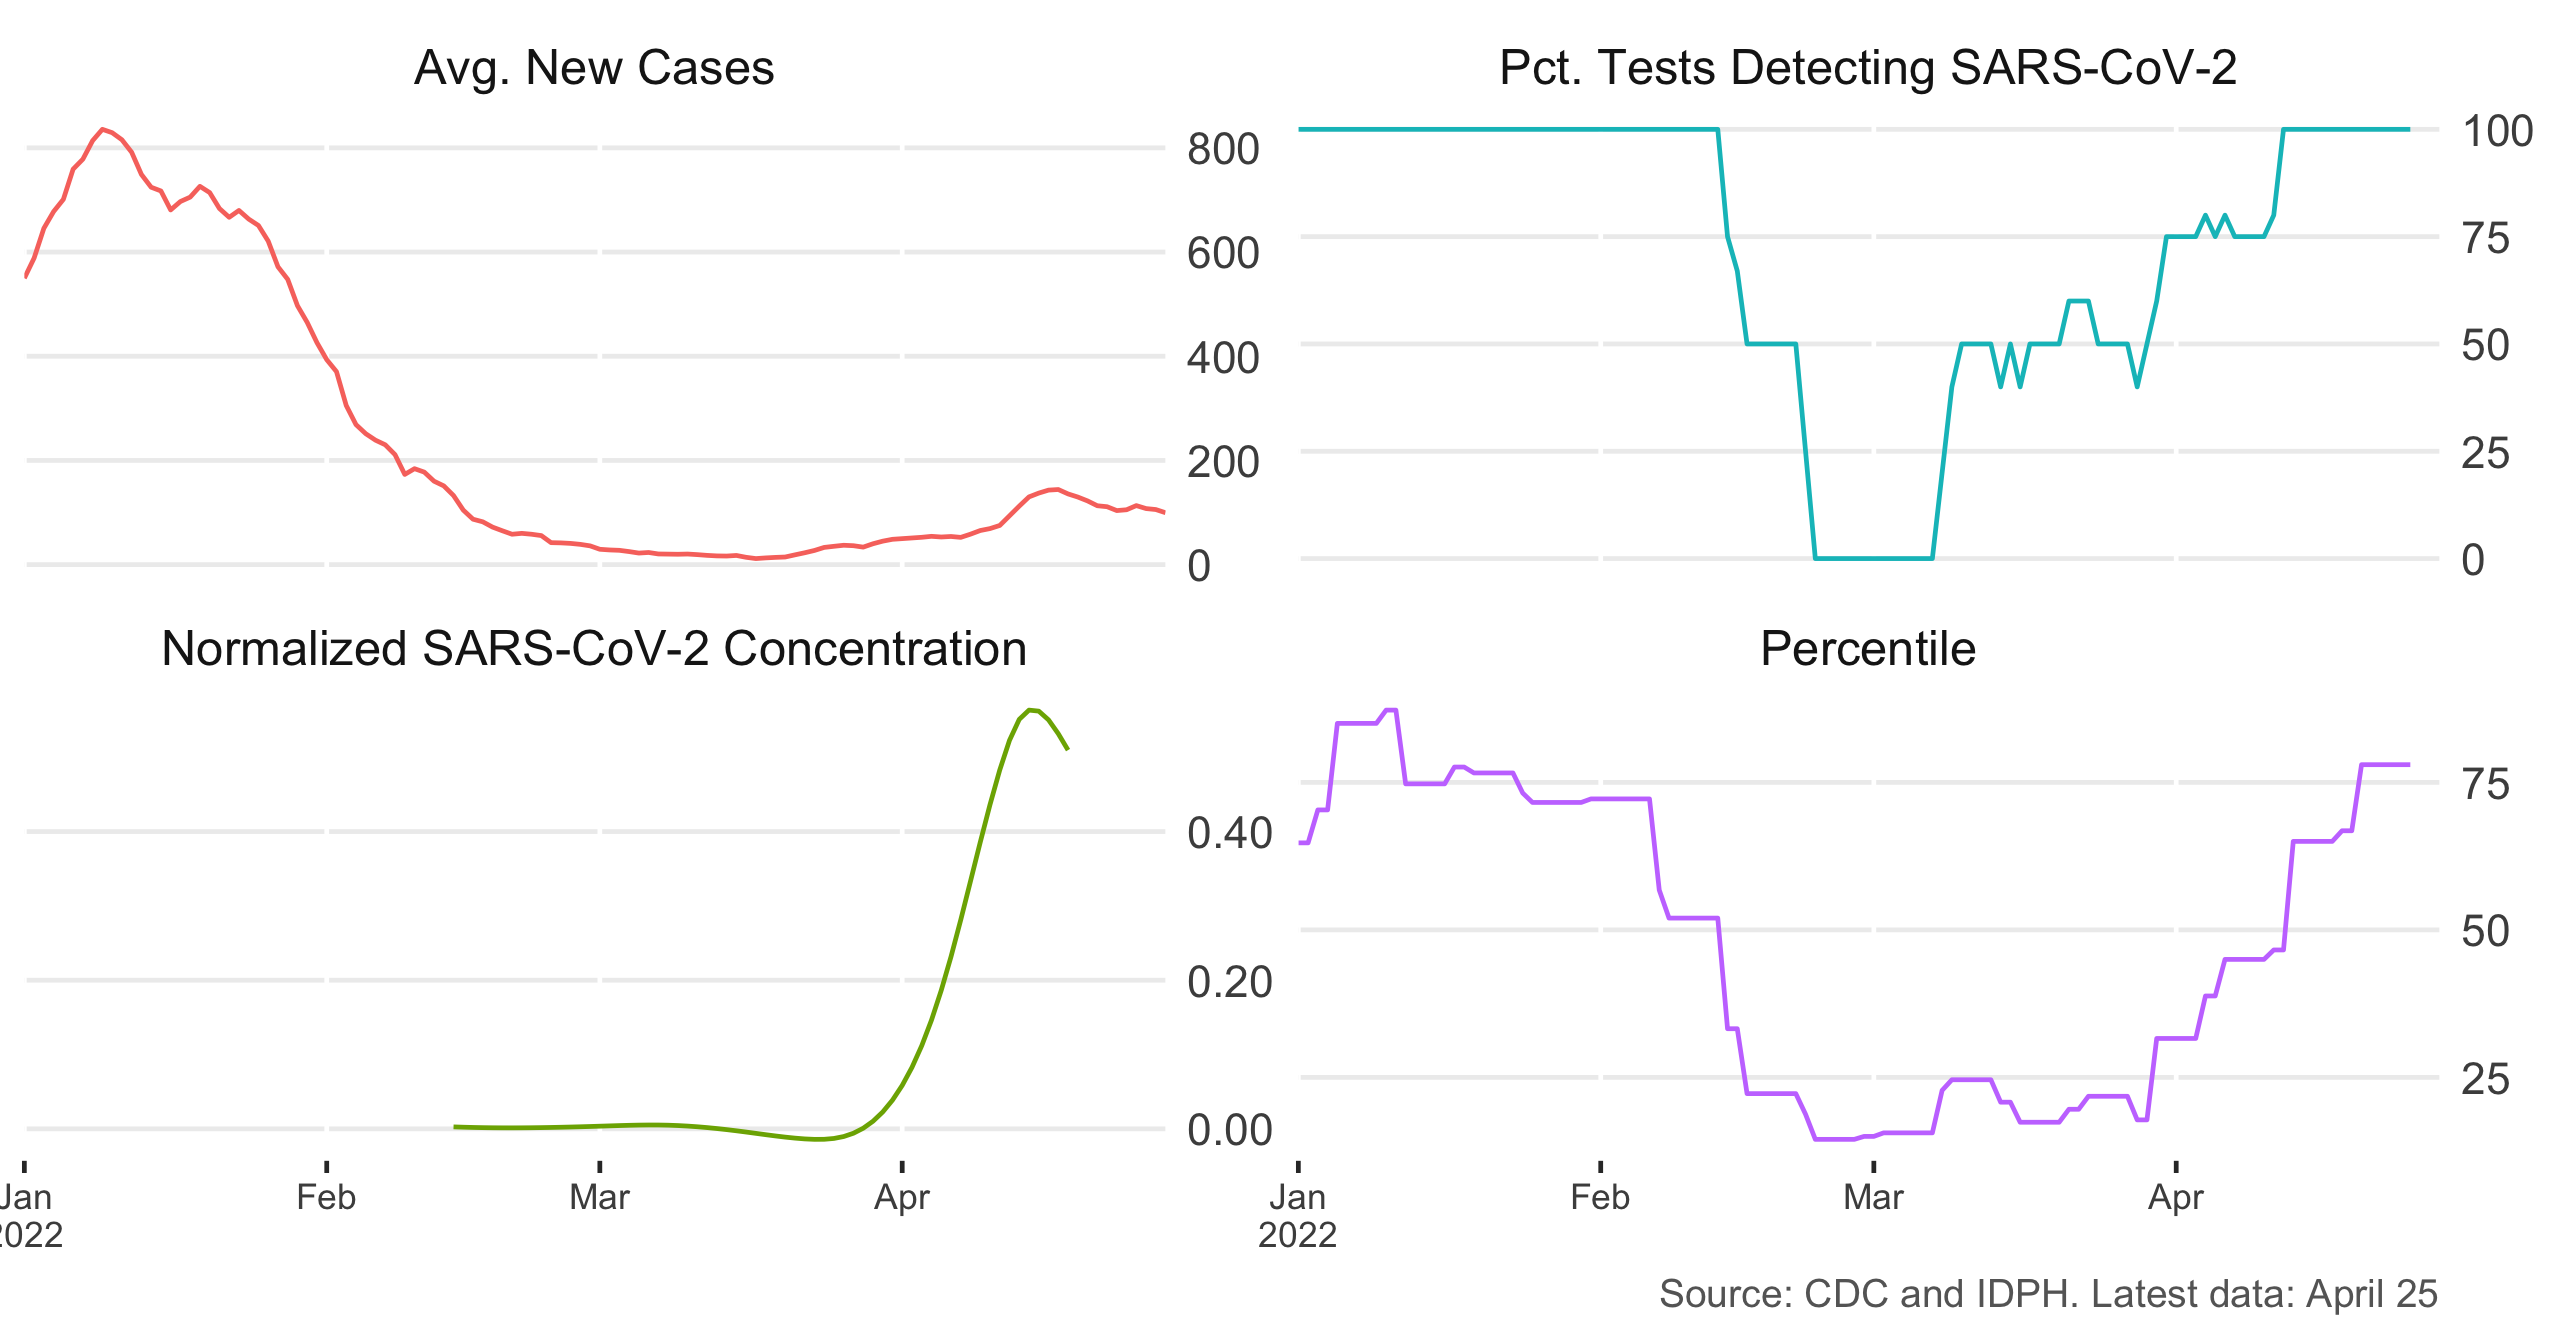 Avg. New Cases
800
600
400
200
0
Pct. Tests Detecting SARS-CoV-2
100
75
50
25
0
Normalized SARS-CoV-2 Concentration
0.40
0.20
0.00
Jan Feb Mar Apr
2022
Percentile
75
50
25
Jan Feb Mar Apr
2022
Source: CDC and IDPH. Latest data: April 25